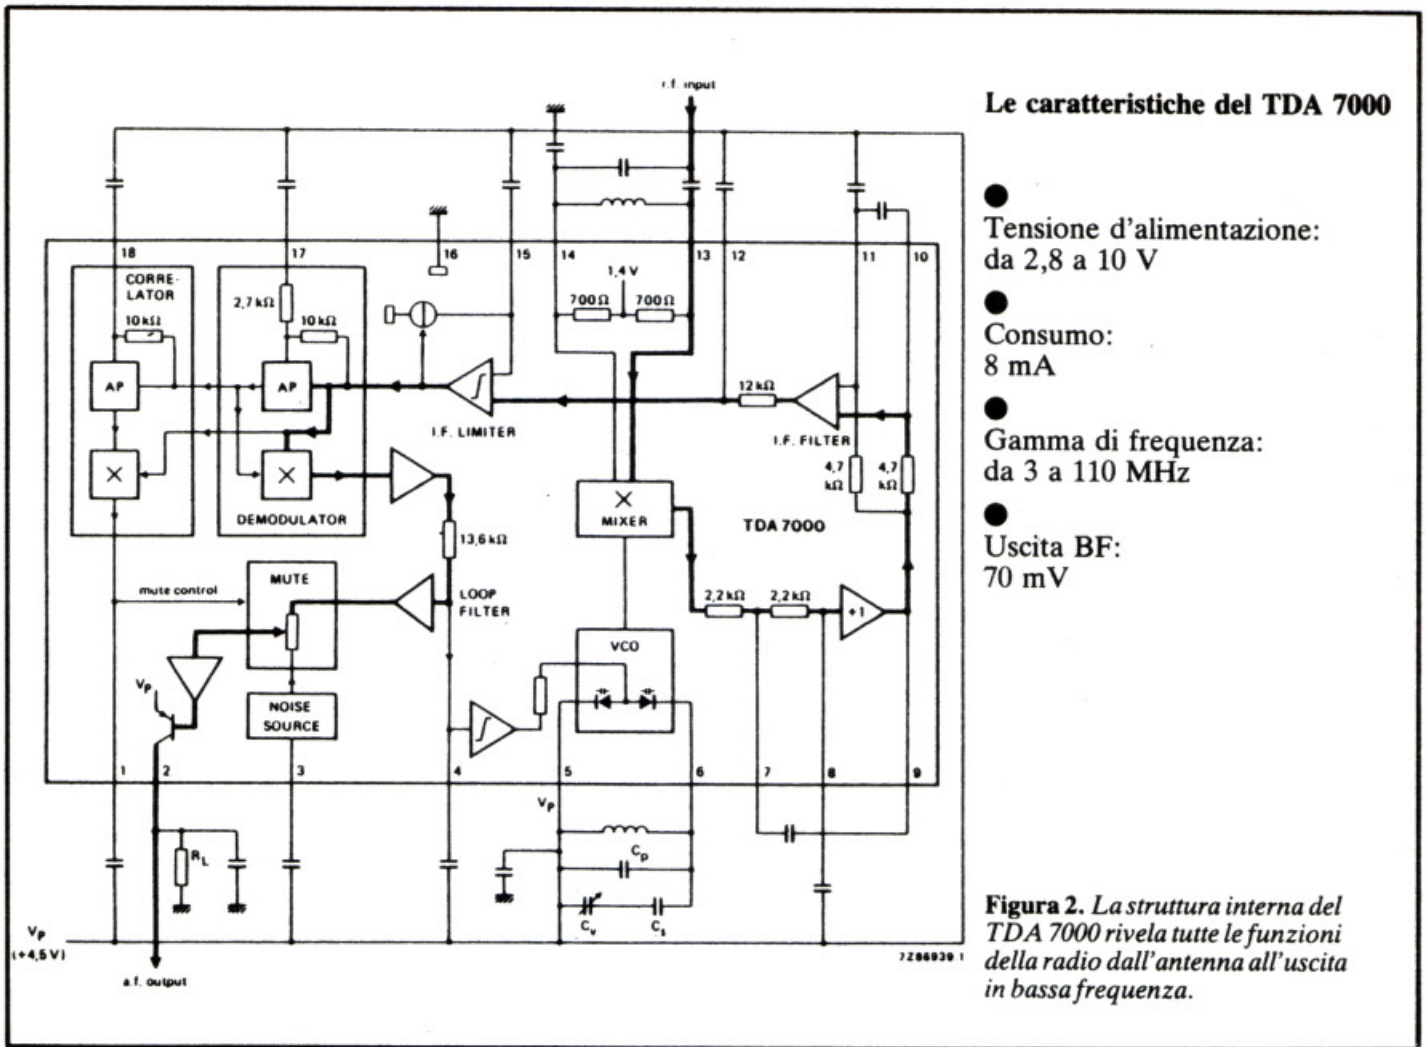 r.f. input
18
17
16
15
14
13
12
11
10
CORRE-
LATOR
10 kΩ
2,7 kΩ
10 kΩ
1,4 V
700 Ω
700 Ω
AP
AP
I.F. LIMITER
12 kΩ
I.F. FILTER
4,7
kΩ
4,7
kΩ
DEMODULATOR
MIXER
TDA 7000
13,6 kΩ
MUTE
mute control
LOOP
FILTER
2,2 kΩ
2,2 kΩ
+1
VCO
Vp
NOISE
SOURCE
1
2
3
4
5
6
7
8
9
Vp
RL
Cp
Cv
Cs
Vp
(+4,5 V)
a.f. output
7Z86939.1
Le caratteristiche del TDA 7000
Tensione d'alimentazione:
da 2,8 a 10 V
Consumo:
8 mA
Gamma di frequenza:
da 3 a 110 MHz
Uscita BF:
70 mV
Figura 2. La struttura interna del
TDA 7000 rivela tutte le funzioni
della radio dall'antenna all'uscita
in bassa frequenza.